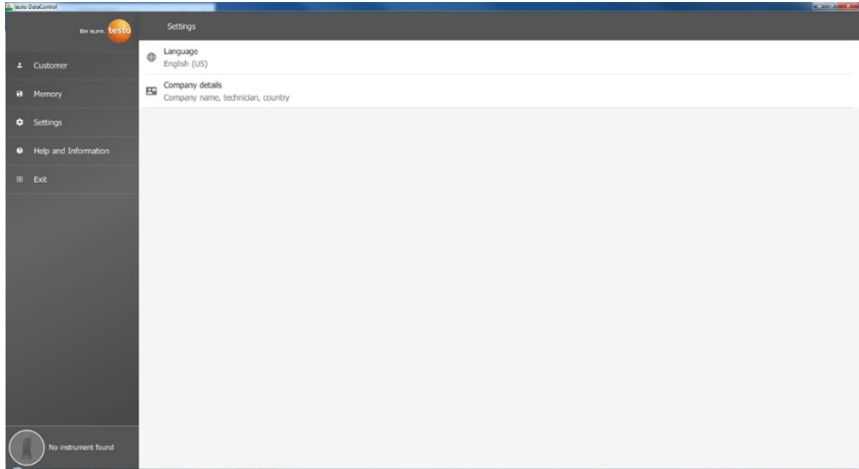 testo DataControl
Be sure. testo
Settings
Customer
Memory
Settings
Help and Information
Exit
Language
English (US)
Company details
Company name, technician, country
No instrument found